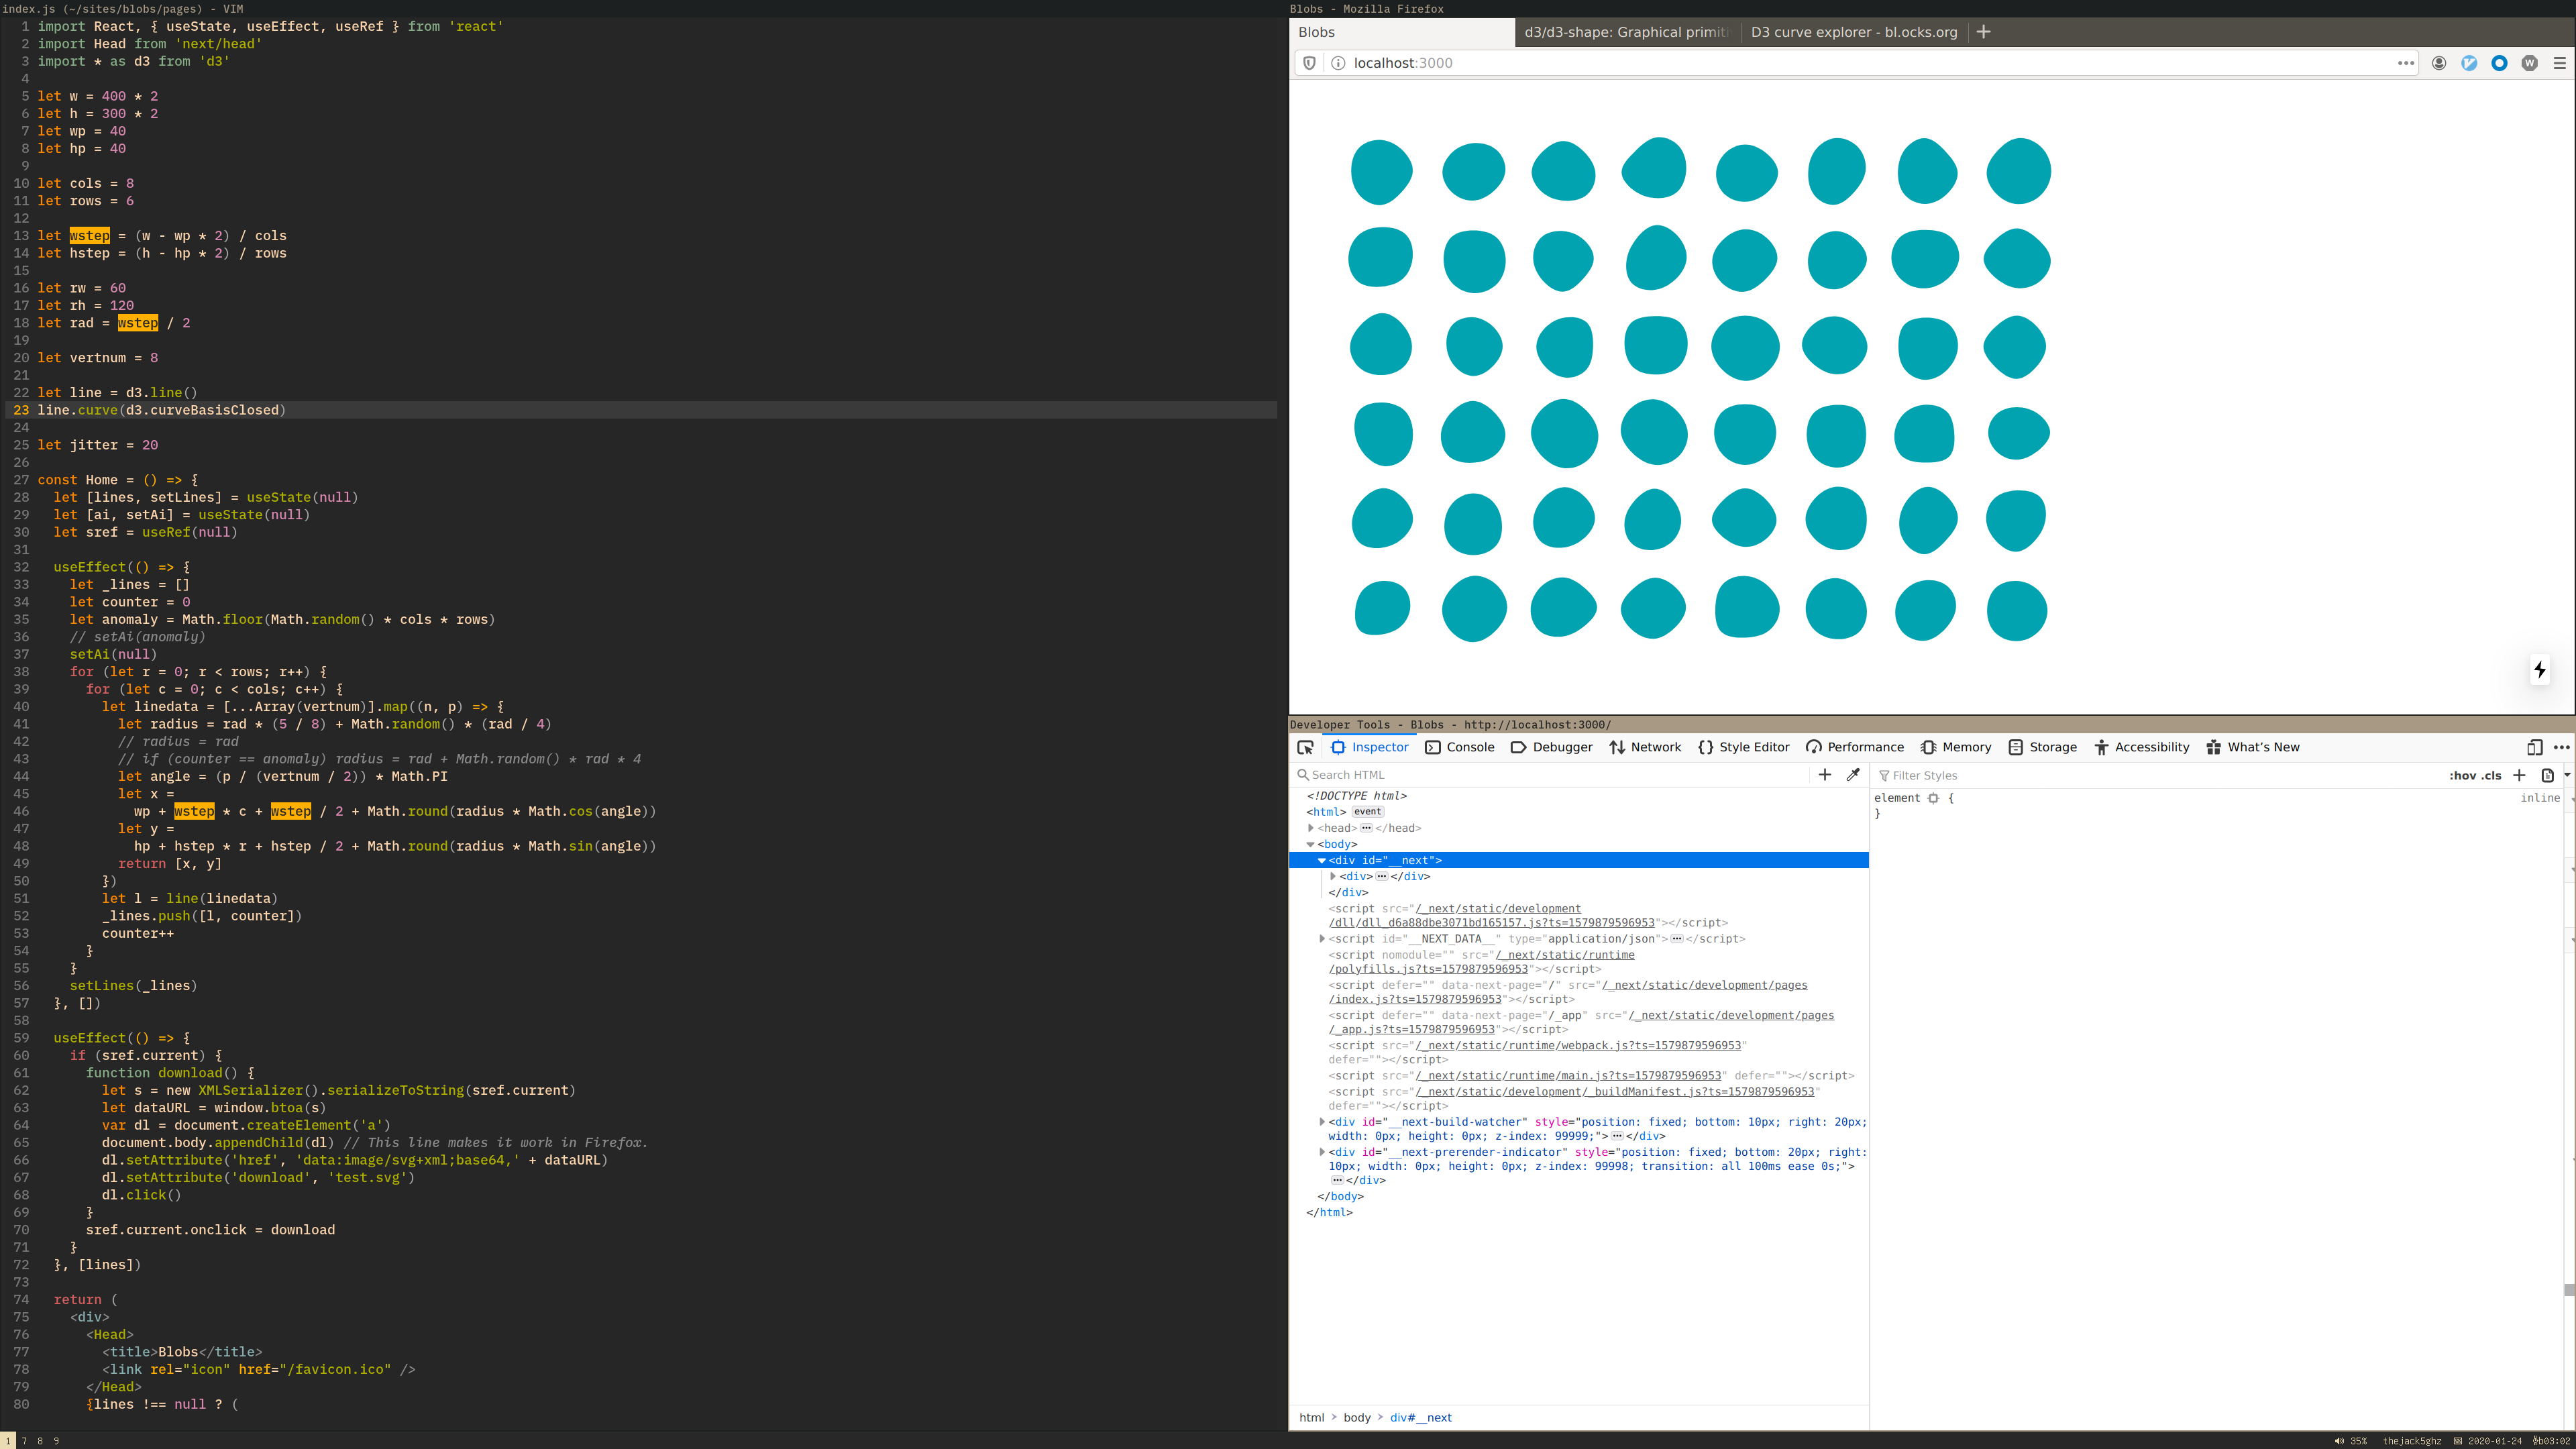 index.js (~/sites/blobs/pages) - VIM
1 import React, { useState, useEffect, useRef } from 'react'
2 import Head from 'next/head'
3 import * as d3 from 'd3'
4
5 let w = 400 * 2
6 let h = 300 * 2
7 let wp = 40
8 let hp = 40
9
10 let cols = 8
11 let rows = 6
12
13 let wstep = (w - wp * 2) / cols
14 let hstep = (h - hp * 2) / rows
15
16 let rw = 60
17 let rh = 120
18 let rad = wstep / 2
19
20 let vertnum = 8
21
22 let line = d3.line()
23 line.curve(d3.curveBasisClosed)
24
25 let jitter = 20
26
27 const Home = () => {
28   let [lines, setLines] = useState(null)
29   let [ai, setAi] = useState(null)
30   let sref = useRef(null)
31
32   useEffect(() => {
33     let _lines = []
34     let counter = 0
35     let anomaly = Math.floor(Math.random() * cols * rows)
36     // setAi(anomaly)
37     setAi(null)
38     for (let r = 0; r < rows; r++) {
39       for (let c = 0; c < cols; c++) {
40         let linedata = [...Array(vertnum)].map((n, p) => {
41           let radius = rad * (5 / 8) + Math.random() * (rad / 4)
42           // radius = rad
43           // if (counter == anomaly) radius = rad + Math.random() * rad * 4
44           let angle = (p / (vertnum / 2)) * Math.PI
45           let x =
46             wp + wstep * c + wstep / 2 + Math.round(radius * Math.cos(angle))
47           let y =
48             hp + hstep * r + hstep / 2 + Math.round(radius * Math.sin(angle))
49           return [x, y]
50         })
51         let l = line(linedata)
52         _lines.push([l, counter])
53         counter++
54       }
55     }
56     setLines(_lines)
57   }, [])
58
59   useEffect(() => {
60     if (sref.current) {
61       function download() {
62         let s = new XMLSerializer().serializeToString(sref.current)
63         let dataURL = window.btoa(s)
64         var dl = document.createElement('a')
65         document.body.appendChild(dl) // This line makes it work in Firefox.
66         dl.setAttribute('href', 'data:image/svg+xml;base64,' + dataURL)
67         dl.setAttribute('download', 'test.svg')
68         dl.click()
69       }
70       sref.current.onclick = download
71     }
72   }, [lines])
73
74   return (
75     <div>
76       <Head>
77         <title>Blobs</title>
78         <link rel="icon" href="/favicon.ico" />
79       </Head>
80       {lines !== null ? (
Blobs - Mozilla Firefox
Blobs d3/d3-shape: Graphical primiti D3 curve explorer - bl.ocks.org
localhost:3000
Developer Tools - Blobs - http://localhost:3000/
Inspector Console Debugger Network Style Editor Performance Memory Storage Accessibility What's New
Search HTML
<!DOCTYPE html>
<html> event
<head> </head>
<body>
<div id="__next">
<div> </div>
</div>
<script src="/_next/static/development
/dll/dll_d6a88dbe3071bd165157.js?ts=1579879596953"></script>
<script id="__NEXT_DATA__" type="application/json"> </script>
<script nomodule="" src="/_next/static/runtime
/polyfills.js?ts=1579879596953"></script>
<script defer="" data-next-page="/" src="/_next/static/development/pages
/index.js?ts=1579879596953"></script>
<script defer="" data-next-page="/_app" src="/_next/static/development/pages
/_app.js?ts=1579879596953"></script>
<script src="/_next/static/runtime/webpack.js?ts=1579879596953"
defer=""></script>
<script src="/_next/static/runtime/main.js?ts=1579879596953" defer=""></script>
<script src="/_next/static/development/_buildManifest.js?ts=1579879596953"
defer=""></script>
<div id="__next-build-watcher" style="position: fixed; bottom: 10px; right: 20px;
width: 0px; height: 0px; z-index: 99999;"> </div>
<div id="__next-prerender-indicator" style="position: fixed; bottom: 20px; right:
10px; width: 0px; height: 0px; z-index: 99998; transition: all 100ms ease 0s;">
</div>
</body>
</html>
html body div#__next
Filter Styles :hov .cls
element { inline
}
1 7 8 9 35% thejack5ghz 2020-01-24 03:02